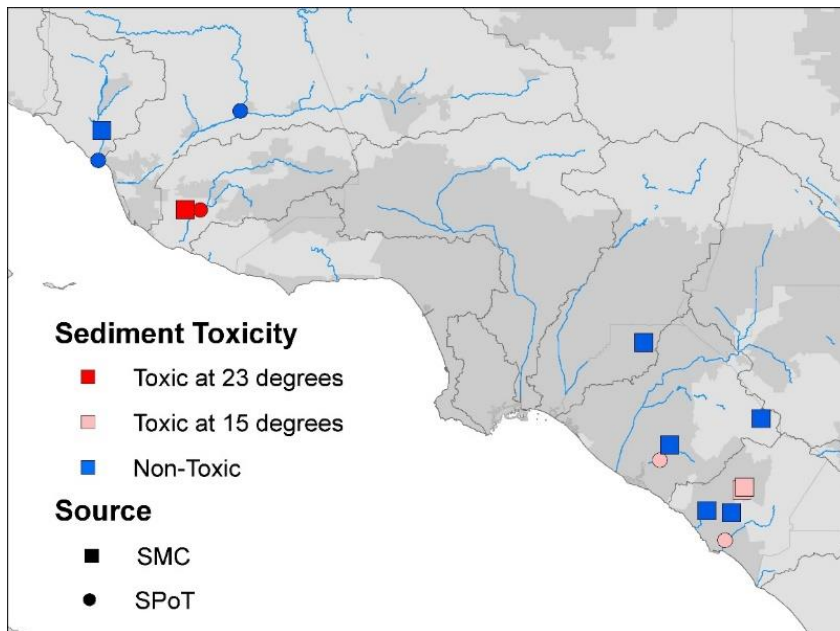 Sediment Toxicity
Toxic at 23 degrees
Toxic at 15 degrees
Non-Toxic
Source
SMC
SPoT